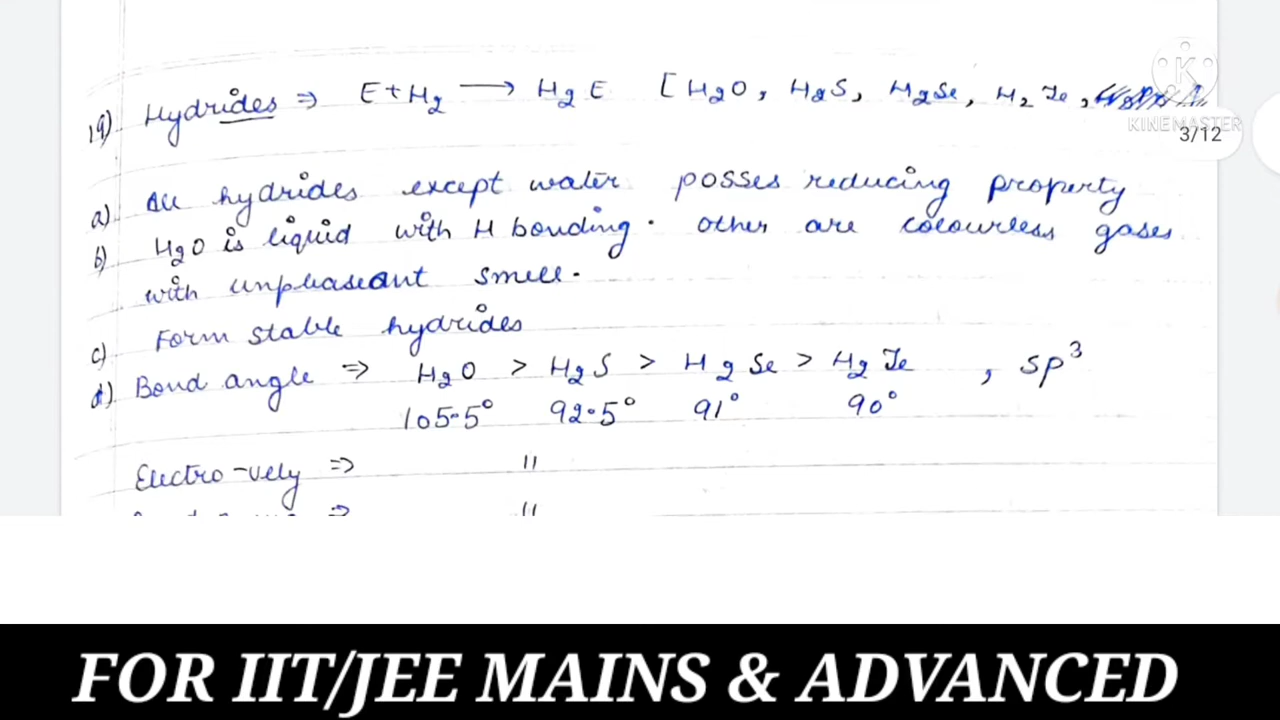 19) Hydrides ⇒ E + H2 ⟶ H2E [H2O, H2S, H2Se, H2Te,
KINEMASTER
3/12
a) All hydrides except water posses reducing property
b) H2O is liquid with H bonding. other are colourless gases
with unpleaseant smell.
c) Form stable hydrides
d) Bond angle ⇒ H2O > H2S > H2Se > H2Te , sp³
105.5° 92.5° 91° 90°
Electro-vely ⇒ "
⇒ "
FOR IIT/JEE MAINS & ADVANCED